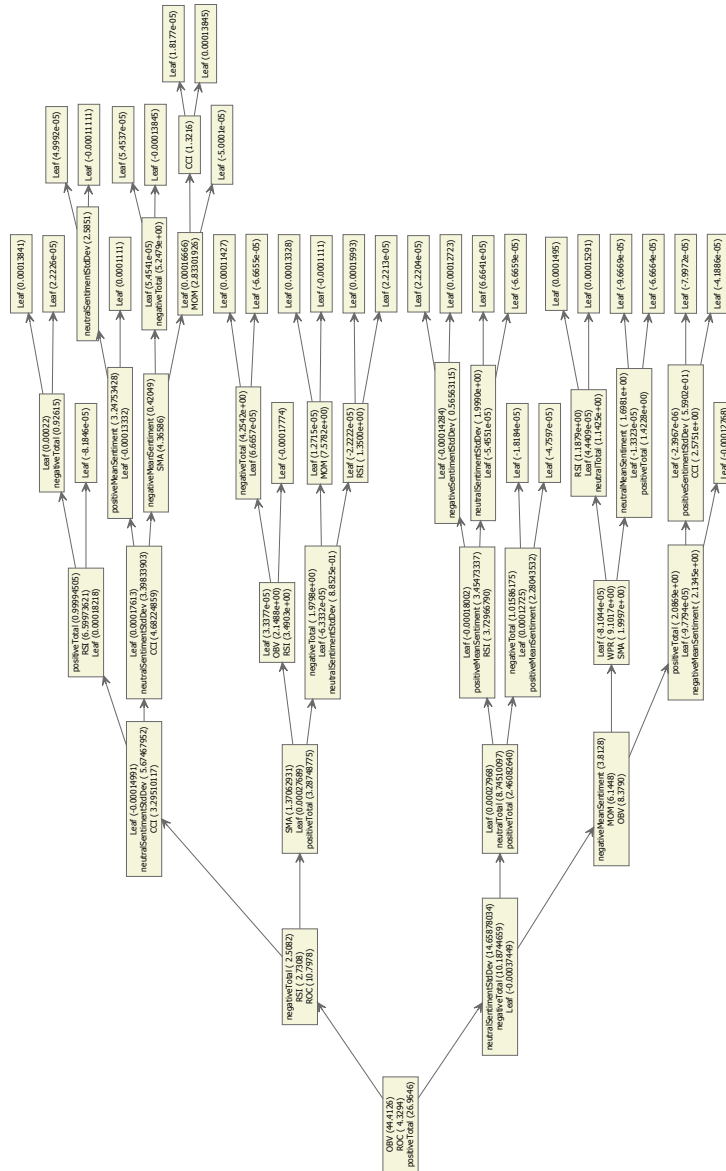 OBV (44.4126)
ROC ( 4.3294)
positiveTotal (26.9646)
negativeTotal ( 2.5082)
RSI ( 2.7308)
ROC (10.7978)
neutralSentimentStdDev (14.65878034)
negativeTotal (10.18744659)
Leaf (-0.00037449)
Leaf (-0.00014991)
neutralSentimentStdDev ( 5.67467952)
CCI ( 3.29510117)
SMA (1.37062931)
Leaf (0.00027689)
positiveTotal (3.28748775)
Leaf (0.00027968)
neutralTotal (8.74510097)
positiveTotal (2.46082640)
negativeMeanSentiment (3.8128)
MOM (6.1448)
OBV (8.3790)
positiveTotal (0.99994505)
RSI (6.59973621)
Leaf (0.00018218)
Leaf (0.00017613)
neutralSentimentStdDev (3.39833903)
CCI (4.68224859)
Leaf (3.3377e-05)
OBV (2.1488e+00)
RSI (3.4903e+00)
negativeTotal ( 1.9798e+00)
Leaf (-6.3332e-05)
neutralSentimentStdDev ( 8.8525e-01)
Leaf (-0.00018002)
positiveMeanSentiment ( 3.45473337)
RSI ( 3.72966790)
negativeTotal (1.01586175)
Leaf (0.00012725)
positiveMeanSentiment (2.28043532)
Leaf (-8.1044e-05)
WPR ( 9.1017e+00)
SMA ( 1.9997e+00)
positiveTotal ( 2.0869e+00)
Leaf (-9.7794e-05)
negativeMeanSentiment ( 2.1345e+00)
Leaf (0.00022)
negativeTotal (0.92615)
Leaf (-8.1846e-05)
positiveMeanSentiment ( 3.24753428)
Leaf (-0.00013332)
negativeMeanSentiment (0.42049)
SMA (4.36586)
negativeTotal (4.2542e+00)
Leaf (6.6657e-05)
Leaf (-0.00017774)
Leaf (1.2715e-05)
MOM (7.5782e+00)
Leaf (-2.2222e-05)
RSI ( 1.3500e+00)
Leaf (-0.00014284)
negativeSentimentStdDev ( 0.56563115)
neutralSentimentStdDev ( 1.9990e+00)
Leaf (-5.4551e-05)
Leaf (-1.8184e-05)
Leaf (-4.7597e-05)
RSI (1.1879e+00)
Leaf (4.4409e-05)
neutralTotal (1.1425e+00)
neutralMeanSentiment ( 1.6981e+00)
Leaf (-1.3323e-05)
positiveTotal ( 1.4228e+00)
Leaf (-2.3967e-06)
positiveSentimentStdDev ( 5.5902e-01)
CCI ( 2.5751e+00)
Leaf (-0.00012768)
Leaf (0.00013841)
Leaf (2.2226e-05)
neutralSentimentStdDev (2.5851)
Leaf (0.0001111)
Leaf (5.4541e-05)
negativeTotal (5.2479e+00)
Leaf (0.00016666)
MOM (2.83301926)
Leaf (0.00011427)
Leaf (-6.6655e-05)
Leaf (0.00013328)
Leaf (-0.0001111)
Leaf (0.00015993)
Leaf (2.2213e-05)
Leaf (2.2204e-05)
Leaf (0.00012723)
Leaf (6.6641e-05)
Leaf (-6.6659e-05)
Leaf (0.0001495)
Leaf (0.00015291)
Leaf (-9.6669e-05)
Leaf (-6.6664e-05)
Leaf (-7.9972e-05)
Leaf (-4.1886e-05)
Leaf (4.9992e-05)
Leaf (-0.00011111)
Leaf (5.4537e-05)
Leaf (-0.00013845)
CCI (1.3216)
Leaf (-5.0001e-05)
Leaf (1.8177e-05)
Leaf (0.00013845)